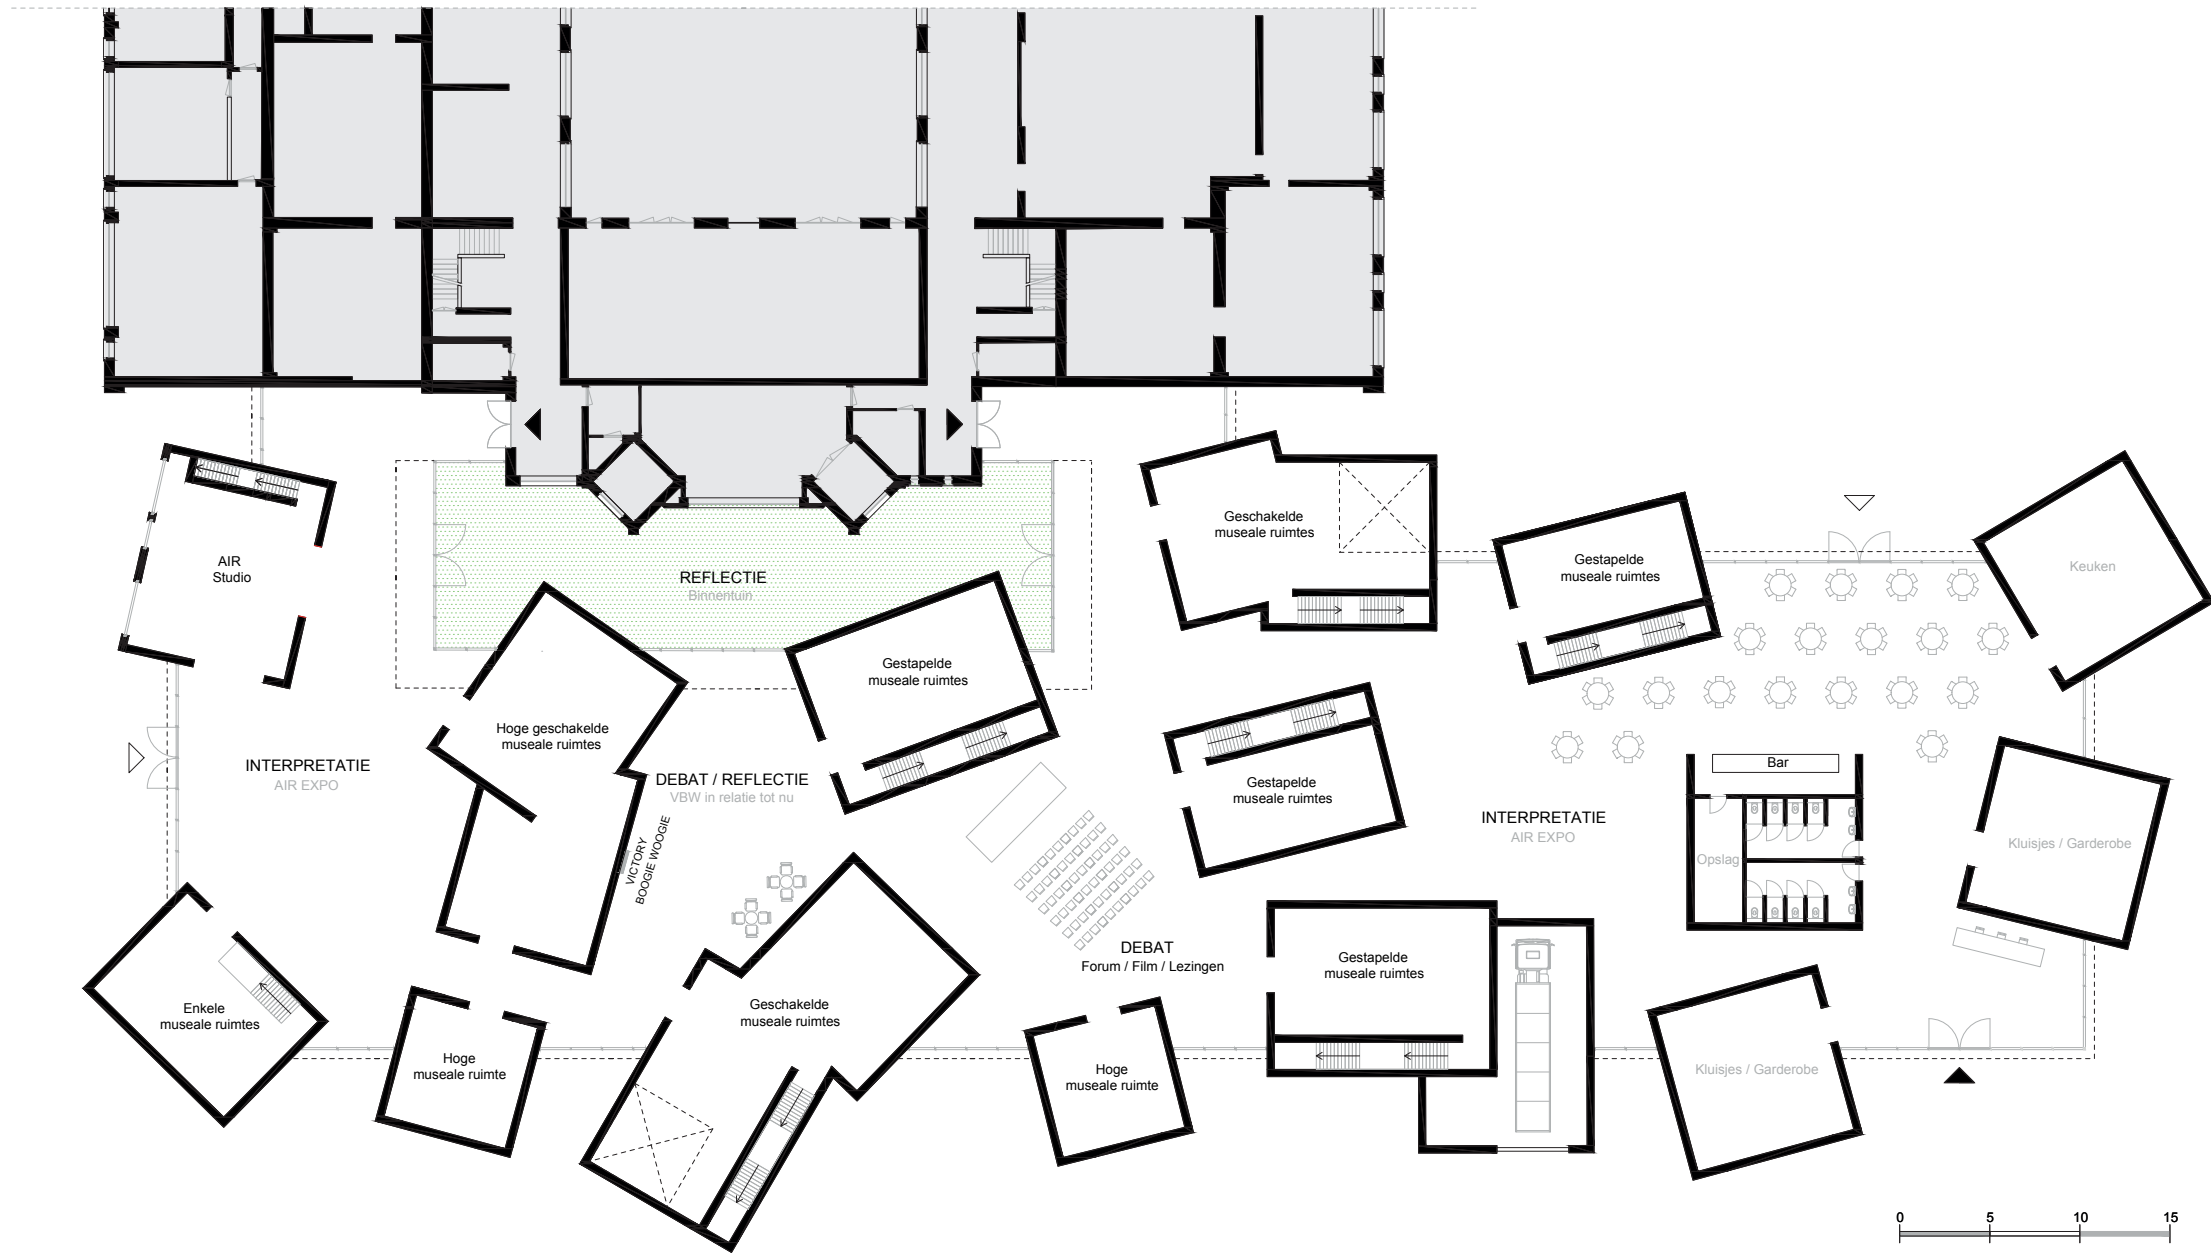 Geschakelde
museale ruimtes
AIR
Studio
Gestapelde
museale ruimtes
Keuken
REFLECTIE
Binnentuin
Gestapelde
museale ruimtes
Hoge geschakelde
museale ruimtes
INTERPRETATIE
AIR EXPO
DEBAT / REFLECTIE
VBW in relatie tot nu
VICTORY
BOOGIE WOOGIE
Gestapelde
museale ruimtes
Bar
INTERPRETATIE
AIR EXPO
Opslag
Kluisjes / Garderobe
DEBAT
Forum / Film / Lezingen
Gestapelde
museale ruimtes
Enkele
museale ruimtes
Geschakelde
museale ruimtes
Hoge
museale ruimte
Hoge
museale ruimte
Kluisjes / Garderobe
0 5 10 15